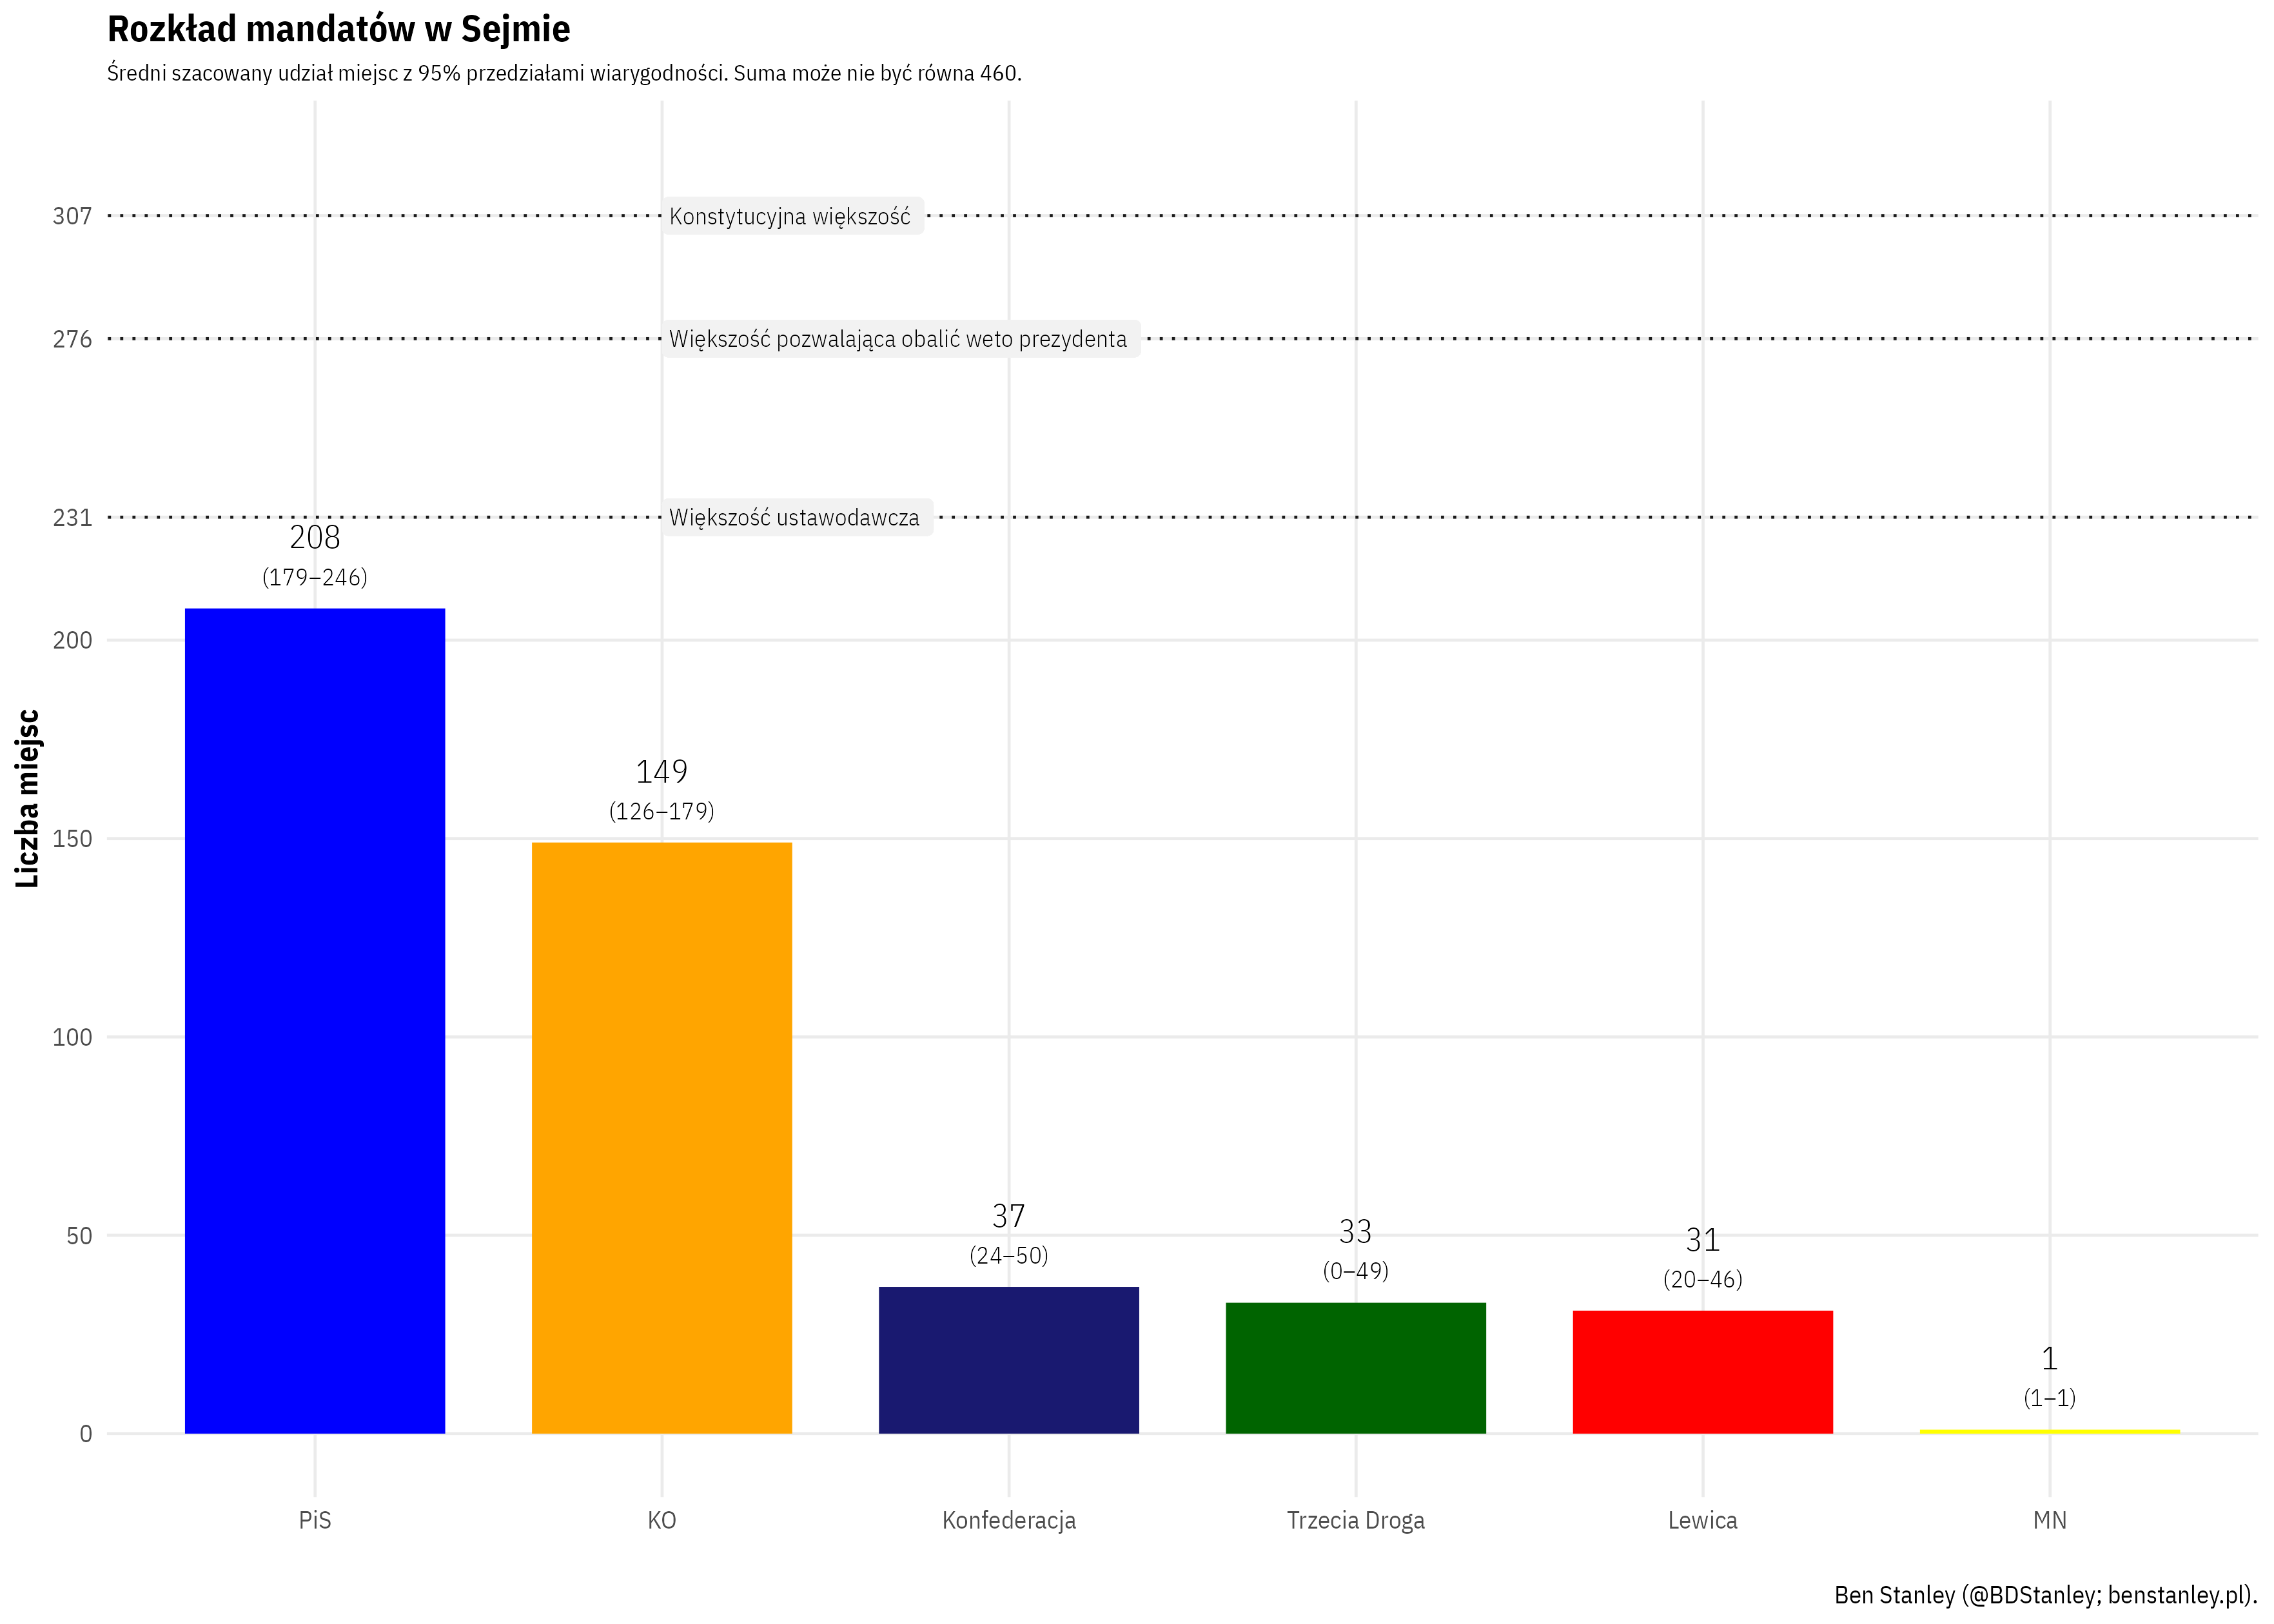 Rozkład mandatów w Sejmie
Średni szacowany udział miejsc z 95% przedziałami wiarygodności. Suma może nie być równa 460.
307
Konstytucyjna większość
276
Większość pozwalająca obalić weto prezydenta
231
Większość ustawodawcza
208
(179–246)
200
149
(126–179)
150
Liczba miejsc
100
37
(24–50)
33
(0–49)
31
(20–46)
50
1
(1–1)
0
PiS
KO
Konfederacja
Trzecia Droga
Lewica
MN
Ben Stanley (@BDStanley; benstanley.pl).